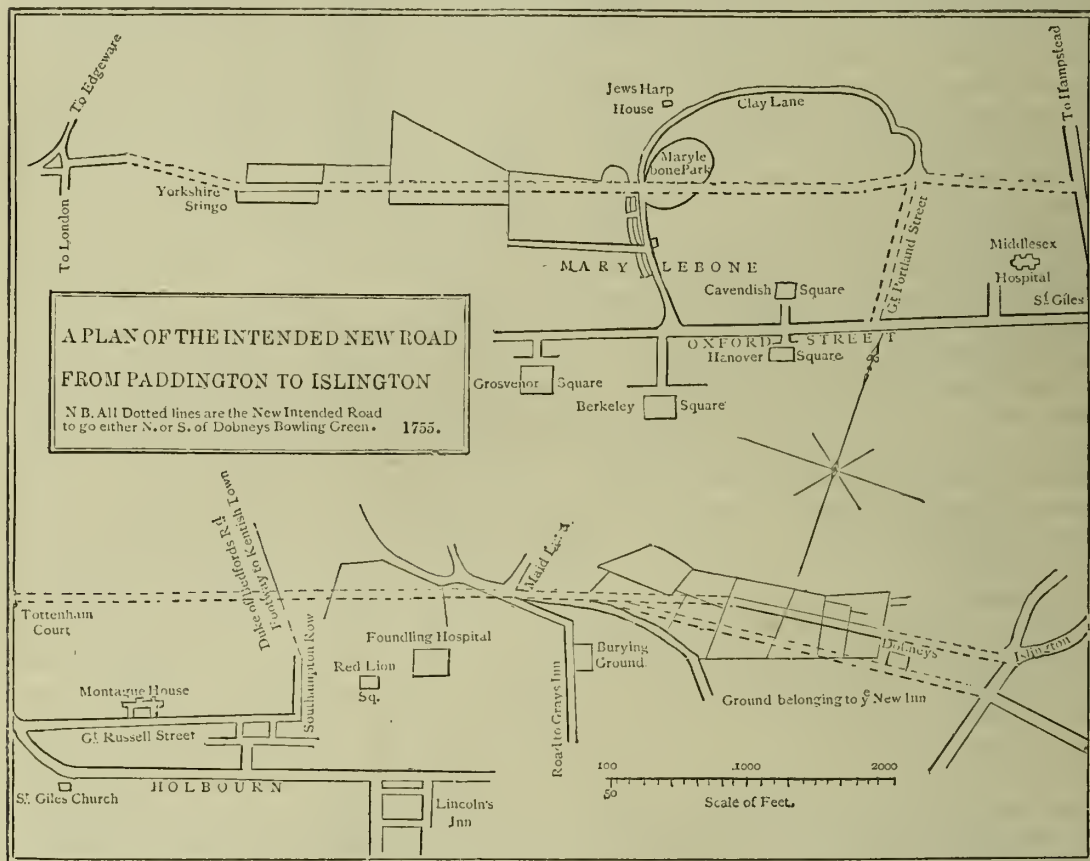 To Edgeware
To London
Yorkshire
Stingo
Jews Harp
House
Clay Lane
Maryle
bone Park
To Hampstead
MARY LEBONE
Cavendish Square
Gt. Portland Street
Middlesex
Hospital
St. Giles
OXFORD STREET
Hanover Square
Grosvenor Square
Berkeley Square
A PLAN OF THE INTENDED NEW ROAD
FROM PADDINGTON TO ISLINGTON
N B. All Dotted lines are the New Intended Road
to go either N. or S. of Dobneys Bowling Green. 1755.
Tottenham
Court
Duke of Bedfords Rd.
Footway to Kentish Town
Southampton Row
Montague House
Gt. Russell Street
St. Giles Church
HOLBOURN
Red Lion
Sq.
Foundling Hospital
Lincoln's
Inn
Maid
Road to Grays Inn
Burying
Ground
Dobneys
Islington
Ground belonging to ye New Inn
100 1000 2000
50
Scale of Feet.